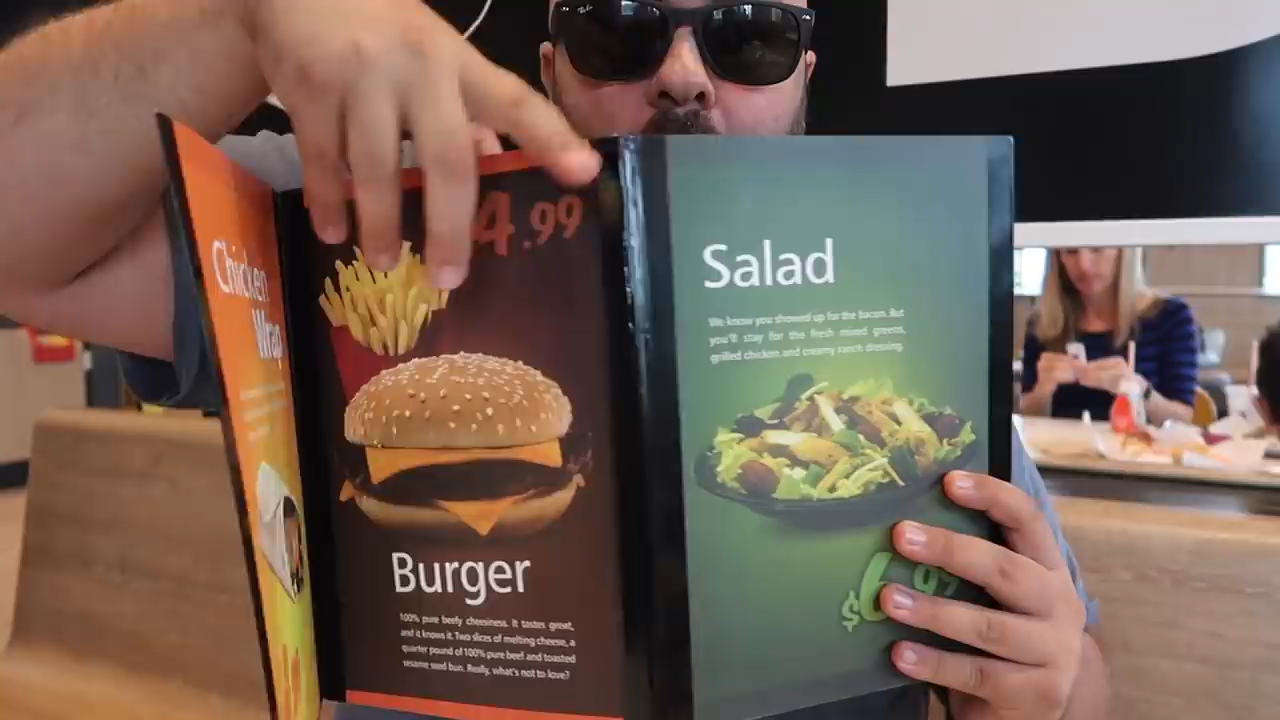 Ray-Ban
Chicken
Wrap
4.99
Burger
100% pure beefy cheesiness. It tastes great,
and it knows it. Two slices of melting cheese, a
quarter pound of 100% pure beef and toasted
sesame seed bun. Really, what's not to love?
Salad
We know you showed up for the bacon. But
you'll stay for the fresh mixed greens,
grilled chicken and creamy ranch dressing.
$6